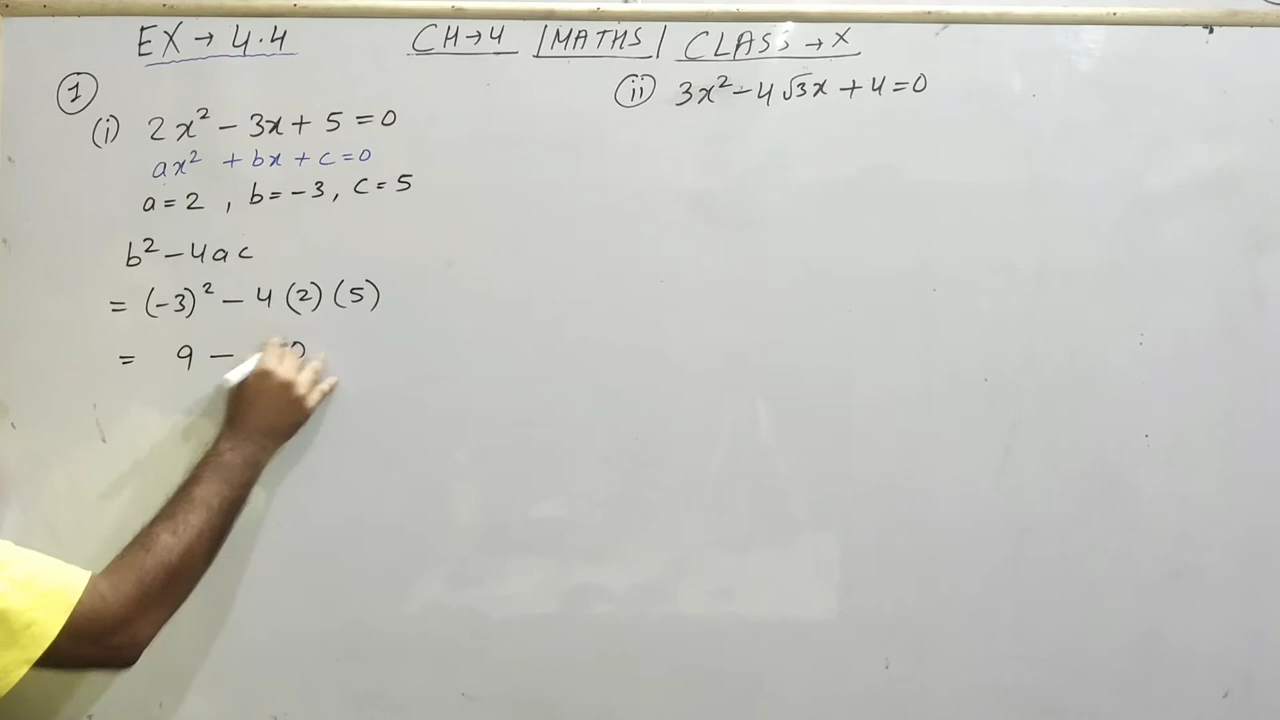 EX → 4.4 CH → 4 | MATHS | CLASS → X
1
(i) 2x² - 3x + 5 = 0
ax² + bx + c = 0
a = 2 , b = -3 , c = 5
b² - 4ac
= (-3)² - 4 (2) (5)
= 9 -
(ii) 3x² - 4√3x + 4 = 0